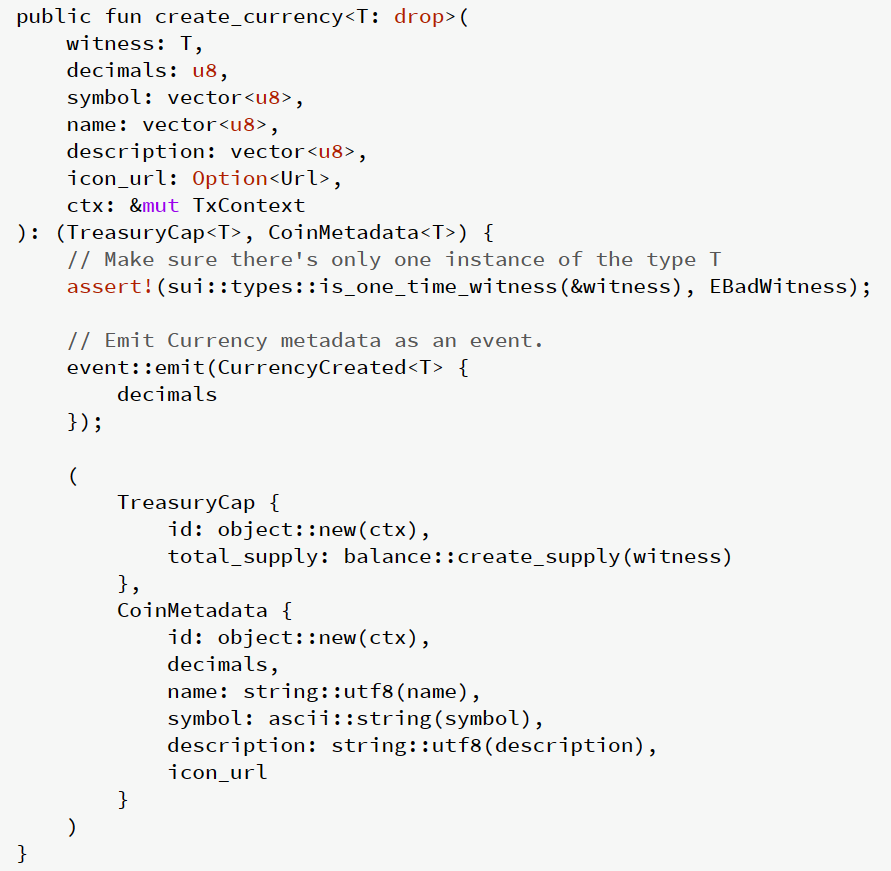 public fun create_currency<T: drop>(
    witness: T,
    decimals: u8,
    symbol: vector<u8>,
    name: vector<u8>,
    description: vector<u8>,
    icon_url: Option<Url>,
    ctx: &mut TxContext
): (TreasuryCap<T>, CoinMetadata<T>) {
    // Make sure there's only one instance of the type T
    assert!(sui::types::is_one_time_witness(&witness), EBadWitness);

    // Emit Currency metadata as an event.
    event::emit(CurrencyCreated<T> {
        decimals
    });

    (
        TreasuryCap {
            id: object::new(ctx),
            total_supply: balance::create_supply(witness)
        },
        CoinMetadata {
            id: object::new(ctx),
            decimals,
            name: string::utf8(name),
            symbol: ascii::string(symbol),
            description: string::utf8(description),
            icon_url
        }
    )
}